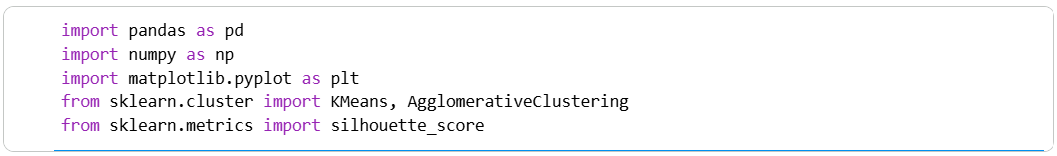 import pandas as pd
import numpy as np
import matplotlib.pyplot as plt
from sklearn.cluster import KMeans, AgglomerativeClustering
from sklearn.metrics import silhouette_score